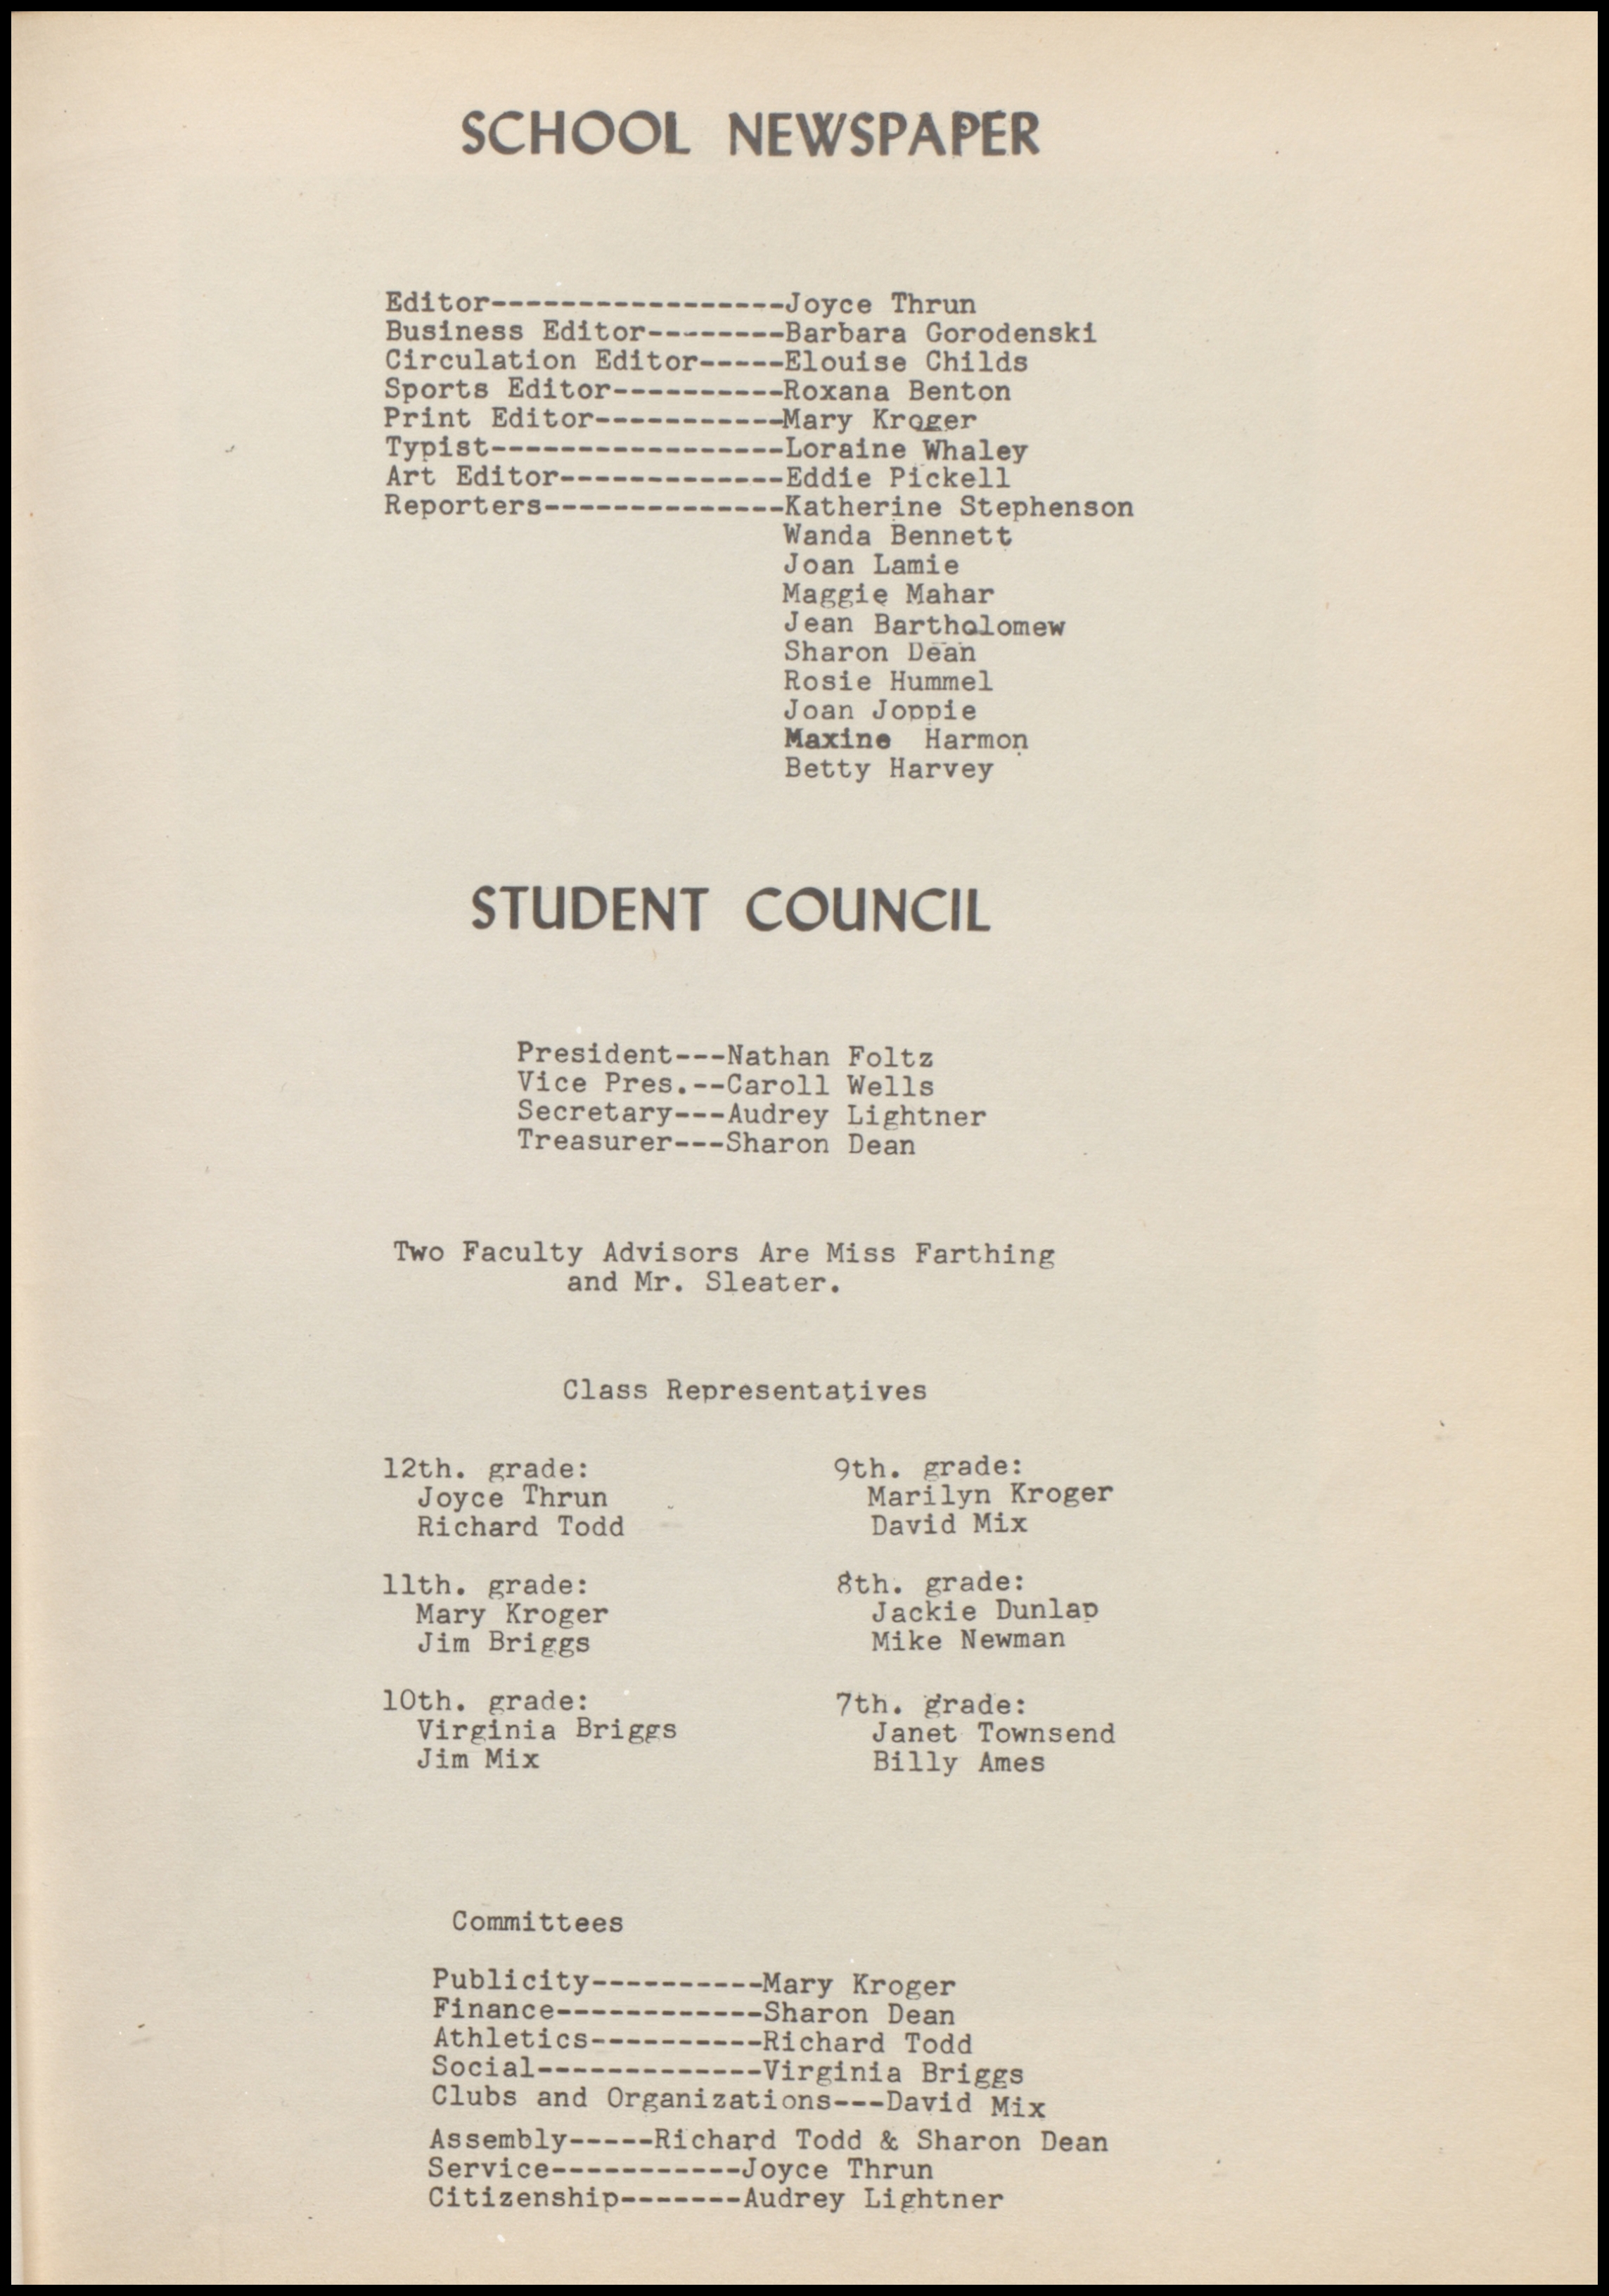 SCHOOL NEWSPAPER
Editor-----------------Joyce Thrun
Business Editor--------Barbara Gorodenski
Circulation Editor-----Elouise Childs
Sports Editor----------Roxana Benton
Print Editor-----------Mary Kroger
Typist-----------------Loraine Whaley
Art Editor-------------Eddie Pickell
Reporters--------------Katherine Stephenson
Wanda Bennett
Joan Lamie
Maggie Mahar
Jean Bartholomew
Sharon Dean
Rosie Hummel
Joan Joppie
Maxine Harmon
Betty Harvey
STUDENT COUNCIL
President---Nathan Foltz
Vice Pres.--Caroll Wells
Secretary---Audrey Lightner
Treasurer---Sharon Dean
Two Faculty Advisors Are Miss Farthing
and Mr. Sleater.
Class Representatives
12th. grade:
Joyce Thrun
Richard Todd
11th. grade:
Mary Kroger
Jim Briggs
10th. grade:
Virginia Briggs
Jim Mix
9th. grade:
Marilyn Kroger
David Mix
8th. grade:
Jackie Dunlap
Mike Newman
7th. grade:
Janet Townsend
Billy Ames
Committees
Publicity----------Mary Kroger
Finance------------Sharon Dean
Athletics----------Richard Todd
Social-------------Virginia Briggs
Clubs and Organizations---David Mix
Assembly-----Richard Todd & Sharon Dean
Service-----------Joyce Thrun
Citizenship-------Audrey Lightner